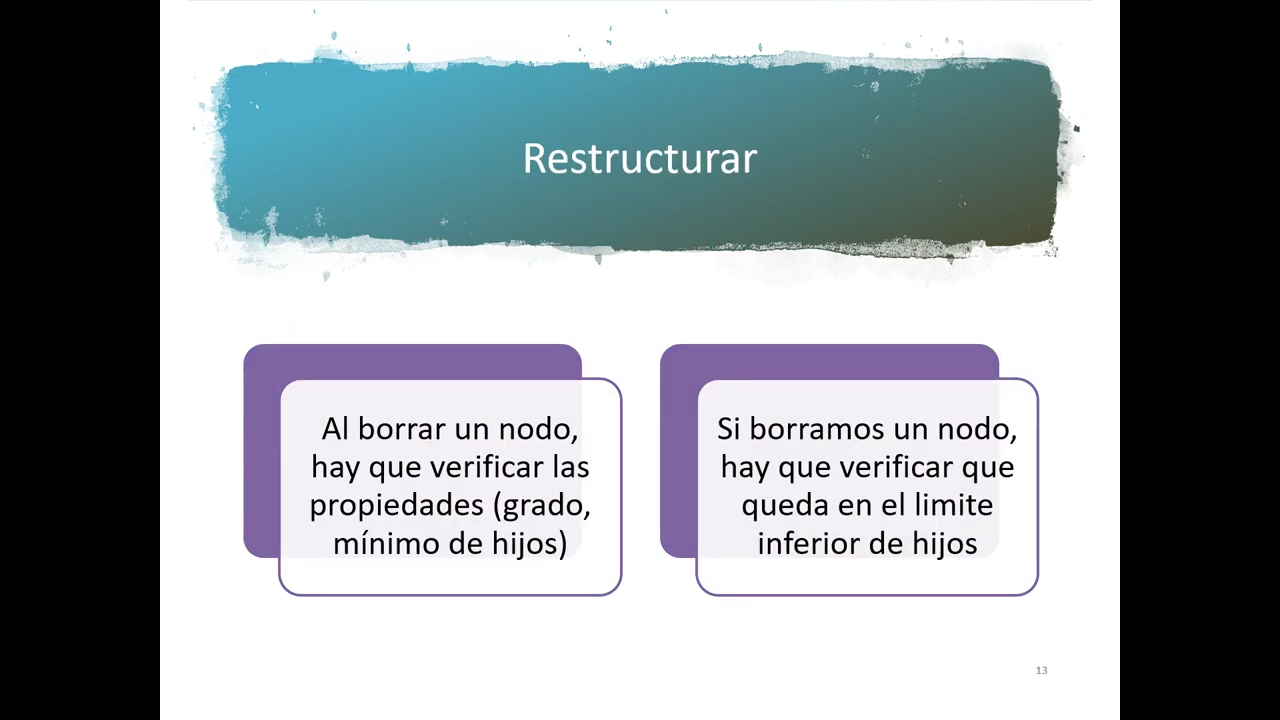 Restructurar
Al borrar un nodo,
hay que verificar las
propiedades (grado,
mínimo de hijos)
Si borramos un nodo,
hay que verificar que
queda en el limite
inferior de hijos
13